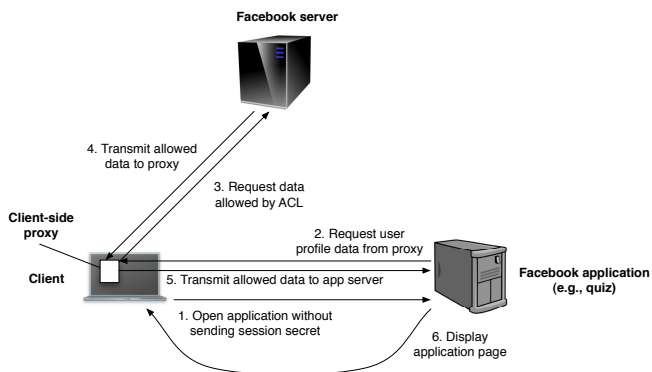 Facebook server
4. Transmit allowed
data to proxy
3. Request data
allowed by ACL
Client-side
proxy
2. Request user
profile data from proxy
Client
5. Transmit allowed data to app server
Facebook application
(e.g., quiz)
1. Open application without
sending session secret
6. Display
application page